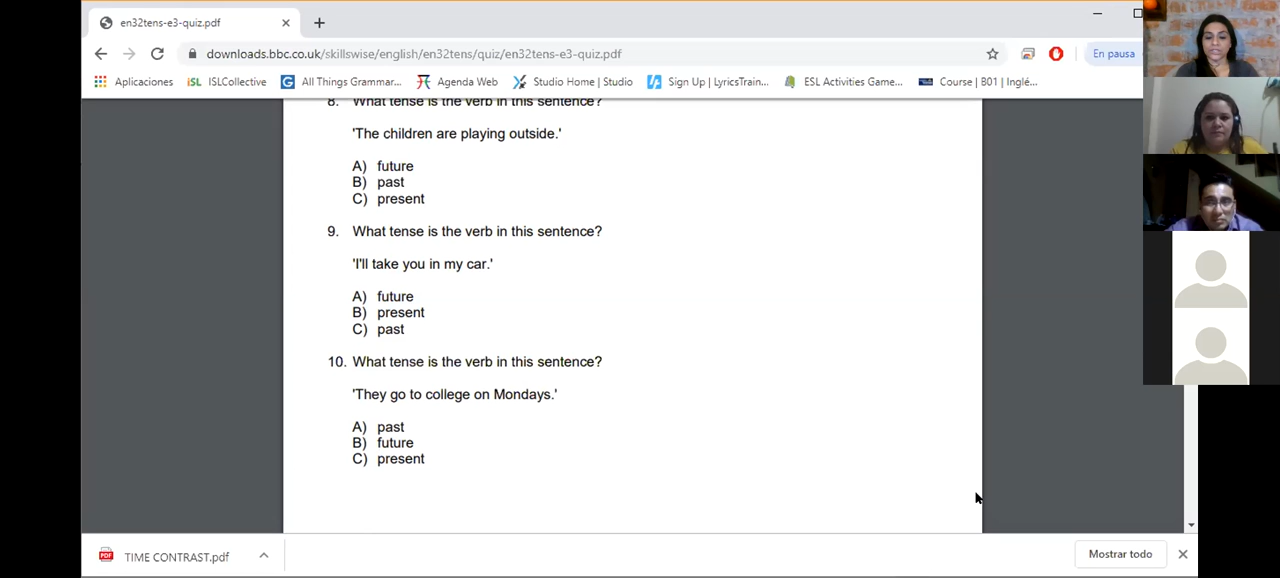 en32tens-e3-quiz.pdf
downloads.bbc.co.uk/skillswise/english/en32tens/quiz/en32tens-e3-quiz.pdf
En pausa
Aplicaciones
iSL ISLCollective
G All Things Grammar...
Agenda Web
Studio Home | Studio
Sign Up | LyricsTrain...
ESL Activities Game...
Course | B01 | Inglé...
8. What tense is the verb in this sentence?
'The children are playing outside.'
A) future
B) past
C) present
9. What tense is the verb in this sentence?
'I'll take you in my car.'
A) future
B) present
C) past
10. What tense is the verb in this sentence?
'They go to college on Mondays.'
A) past
B) future
C) present
PDF TIME CONTRAST.pdf
Mostrar todo